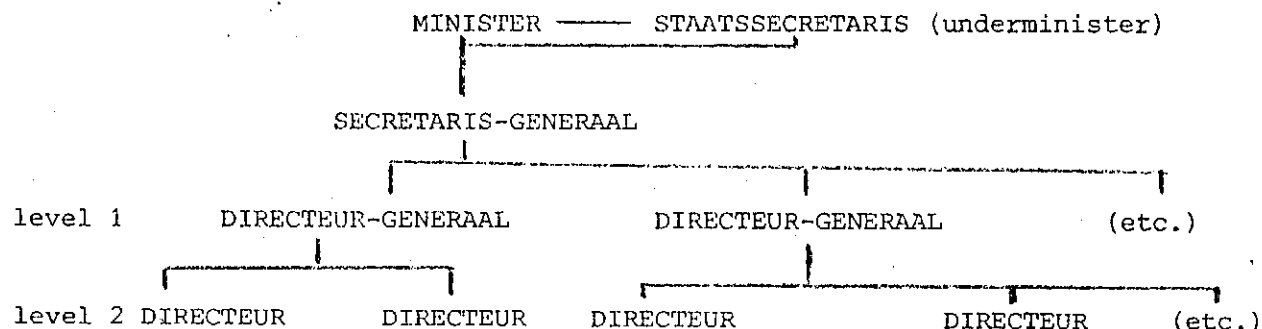 MINISTER —— STAATSSECRETARIS (underminister)
SECRETARIS-GENERAAL
level 1 DIRECTEUR-GENERAAL DIRECTEUR-GENERAAL (etc.)
level 2 DIRECTEUR DIRECTEUR DIRECTEUR DIRECTEUR (etc.)